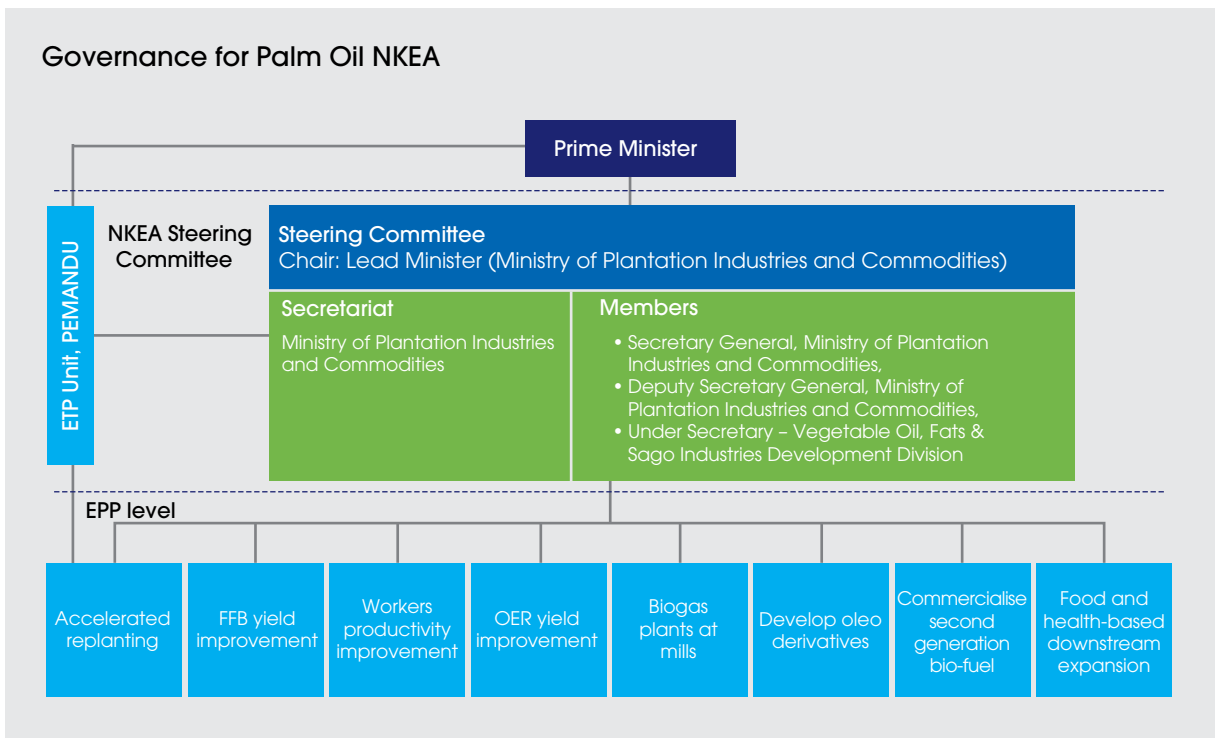 Governance for Palm Oil NKEA
Prime Minister
ETP Unit, PEMANDU
NKEA Steering
Committee
Steering Committee
Chair: Lead Minister (Ministry of Plantation Industries and Commodities)
Secretariat
Ministry of Plantation Industries
and Commodities
Members
• Secretary General, Ministry of Plantation
Industries and Commodities,
• Deputy Secretary General, Ministry of
Plantation Industries and Commodities,
• Under Secretary – Vegetable Oil, Fats &
Sago Industries Development Division
EPP level
Accelerated
replanting
FFB yield
improvement
Workers
productivity
improvement
OER yield
improvement
Biogas
plants at
mills
Develop oleo
derivatives
Commercialise
second
generation
bio-fuel
Food and
health-based
downstream
expansion